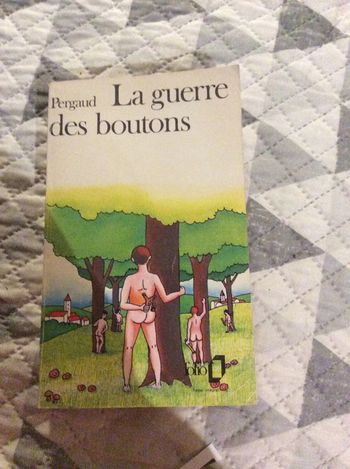 Pergaud La guerre
des boutons
folio